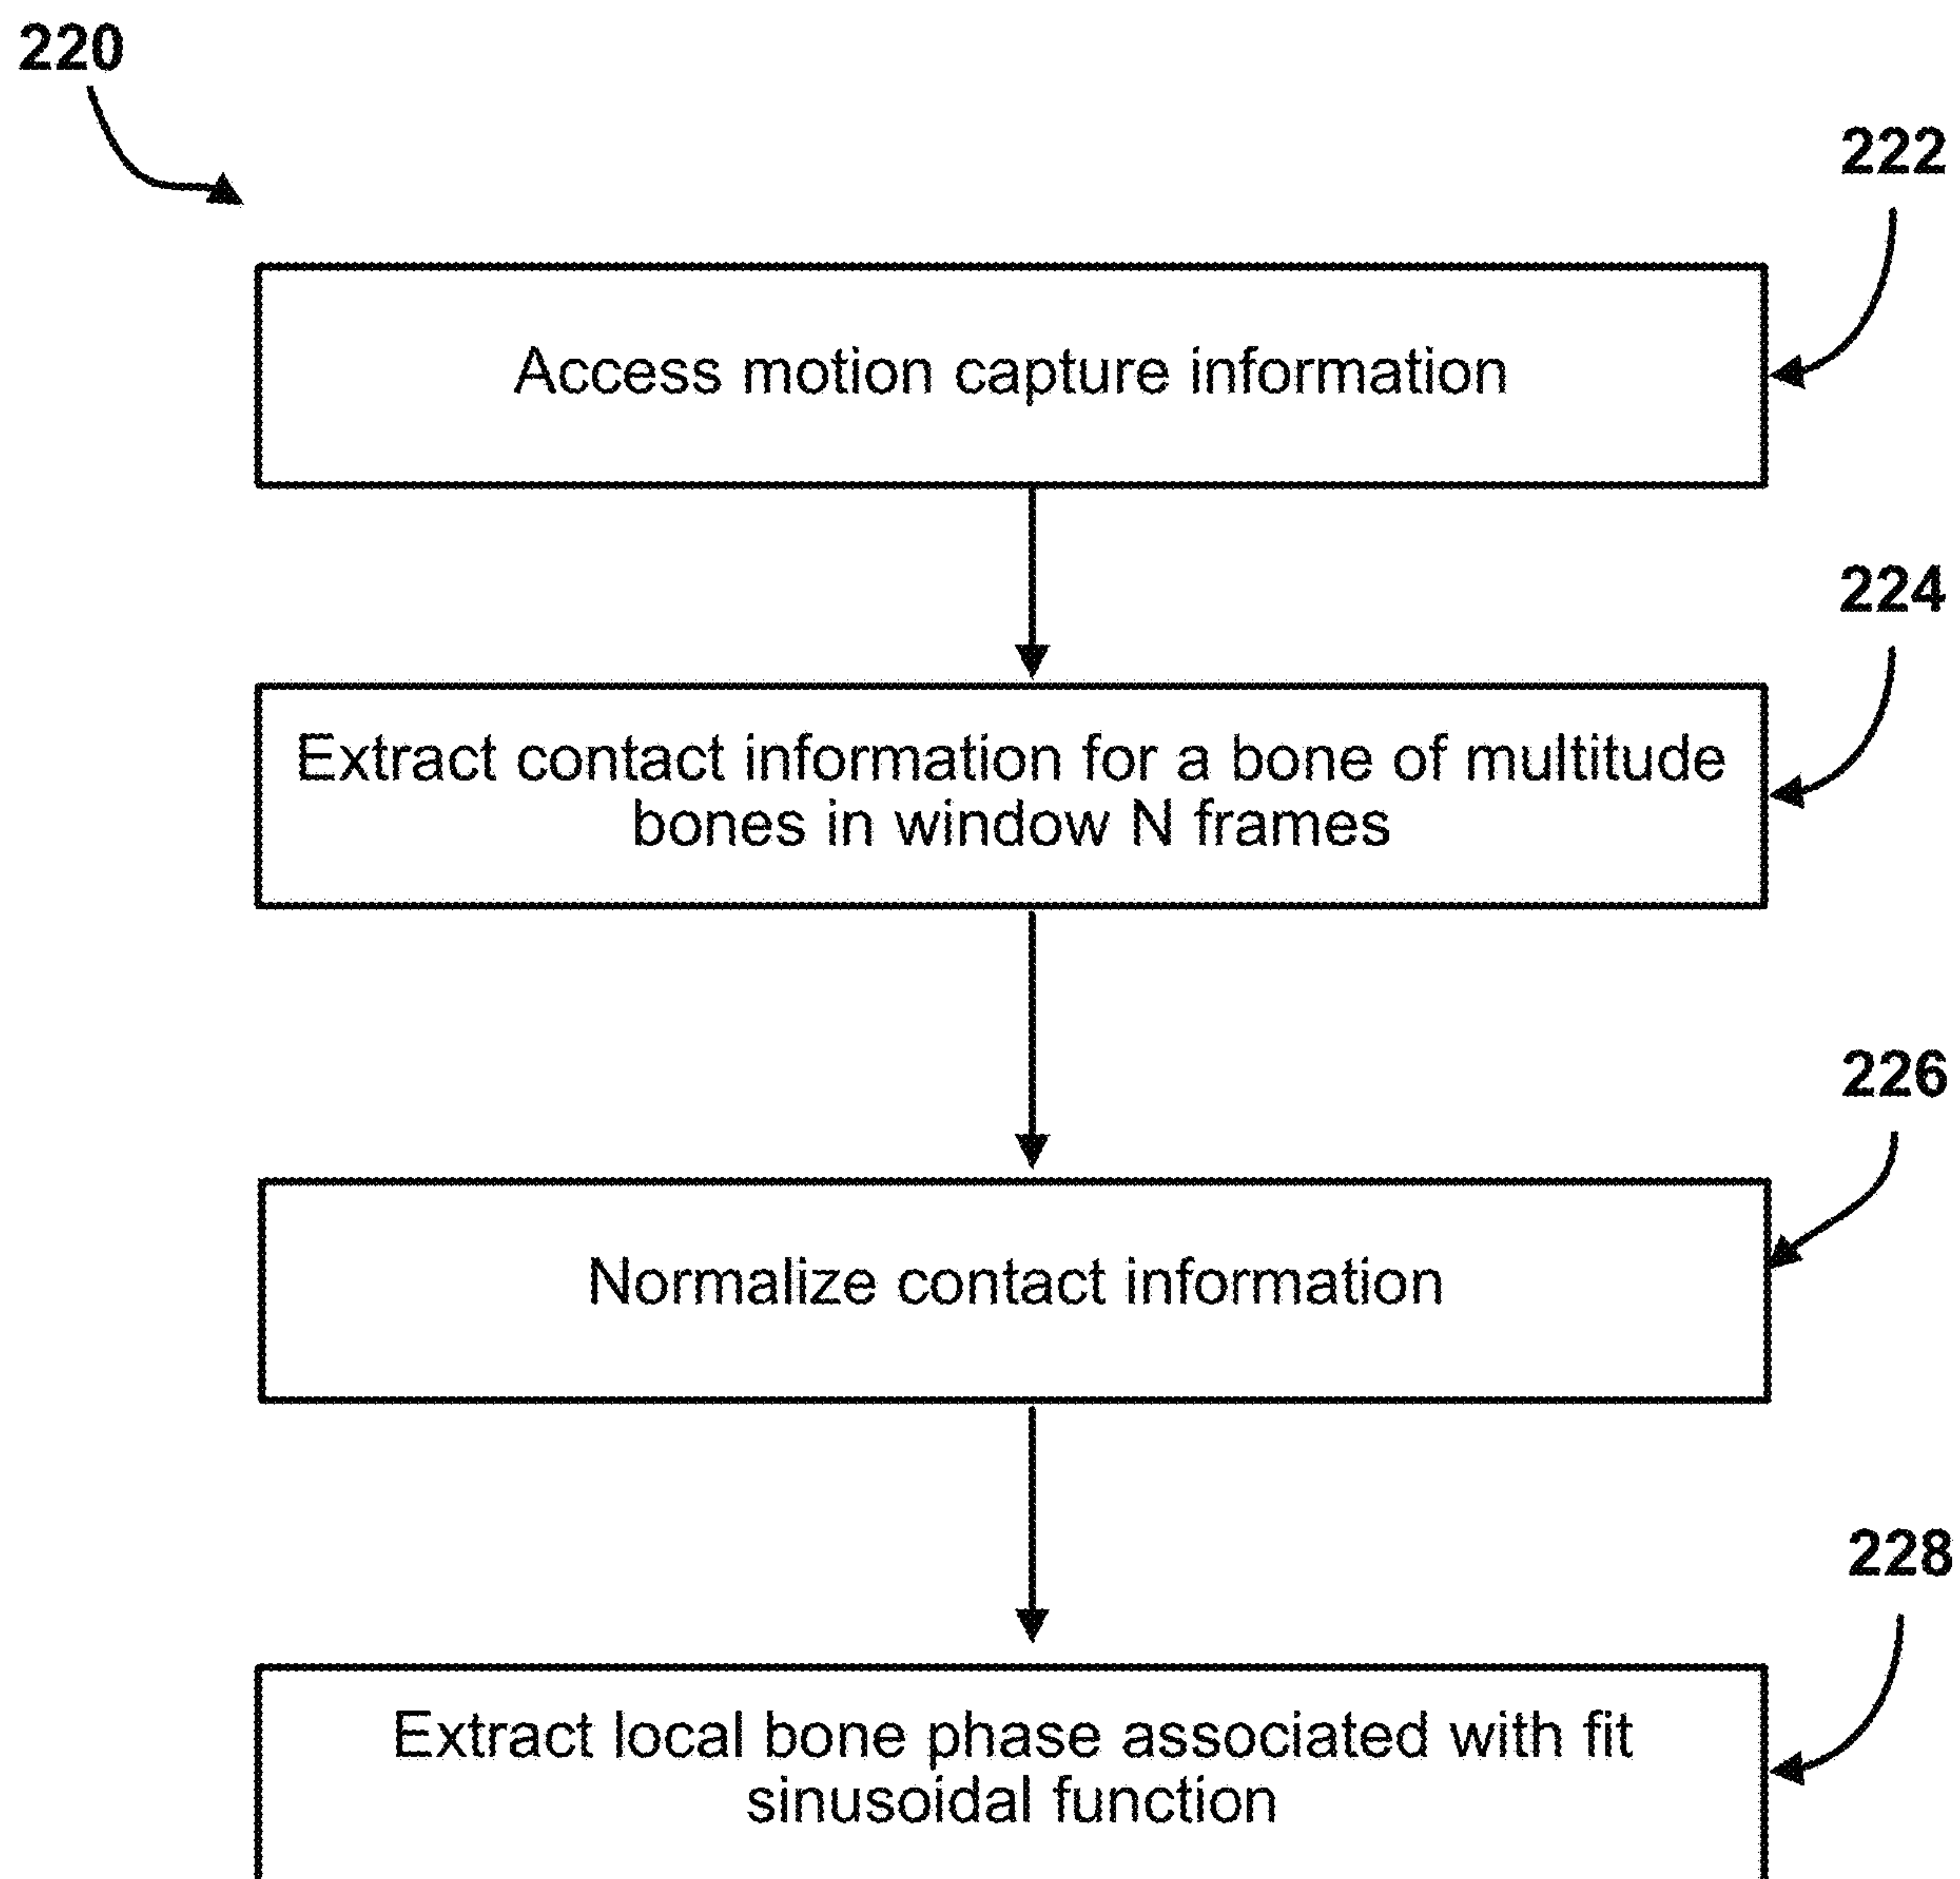 220
222
Access motion capture information
224
Extract contact information for a bone of multitude
bones in window N frames
226
Normalize contact information
228
Extract local bone phase associated with fit
sinusoidal function